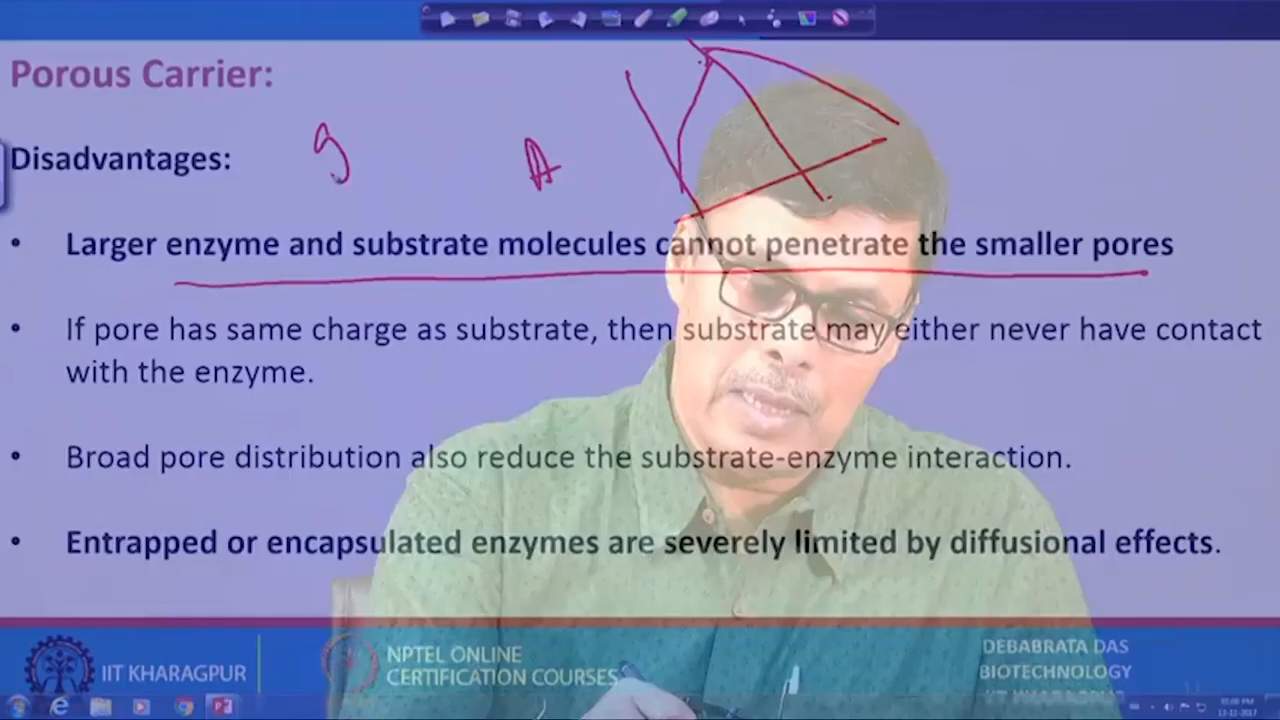 Porous Carrier:
Disadvantages:
• Larger enzyme and substrate molecules cannot penetrate the smaller pores
• If pore has same charge as substrate, then substrate may either never have contact
with the enzyme.
• Broad pore distribution also reduce the substrate-enzyme interaction.
• Entrapped or encapsulated enzymes are severely limited by diffusional effects.
IIT KHARAGPUR
NPTEL ONLINE
CERTIFICATION COURSES
DEBABRATA DAS
BIOTECHNOLOGY
IIT KHARAGPUR